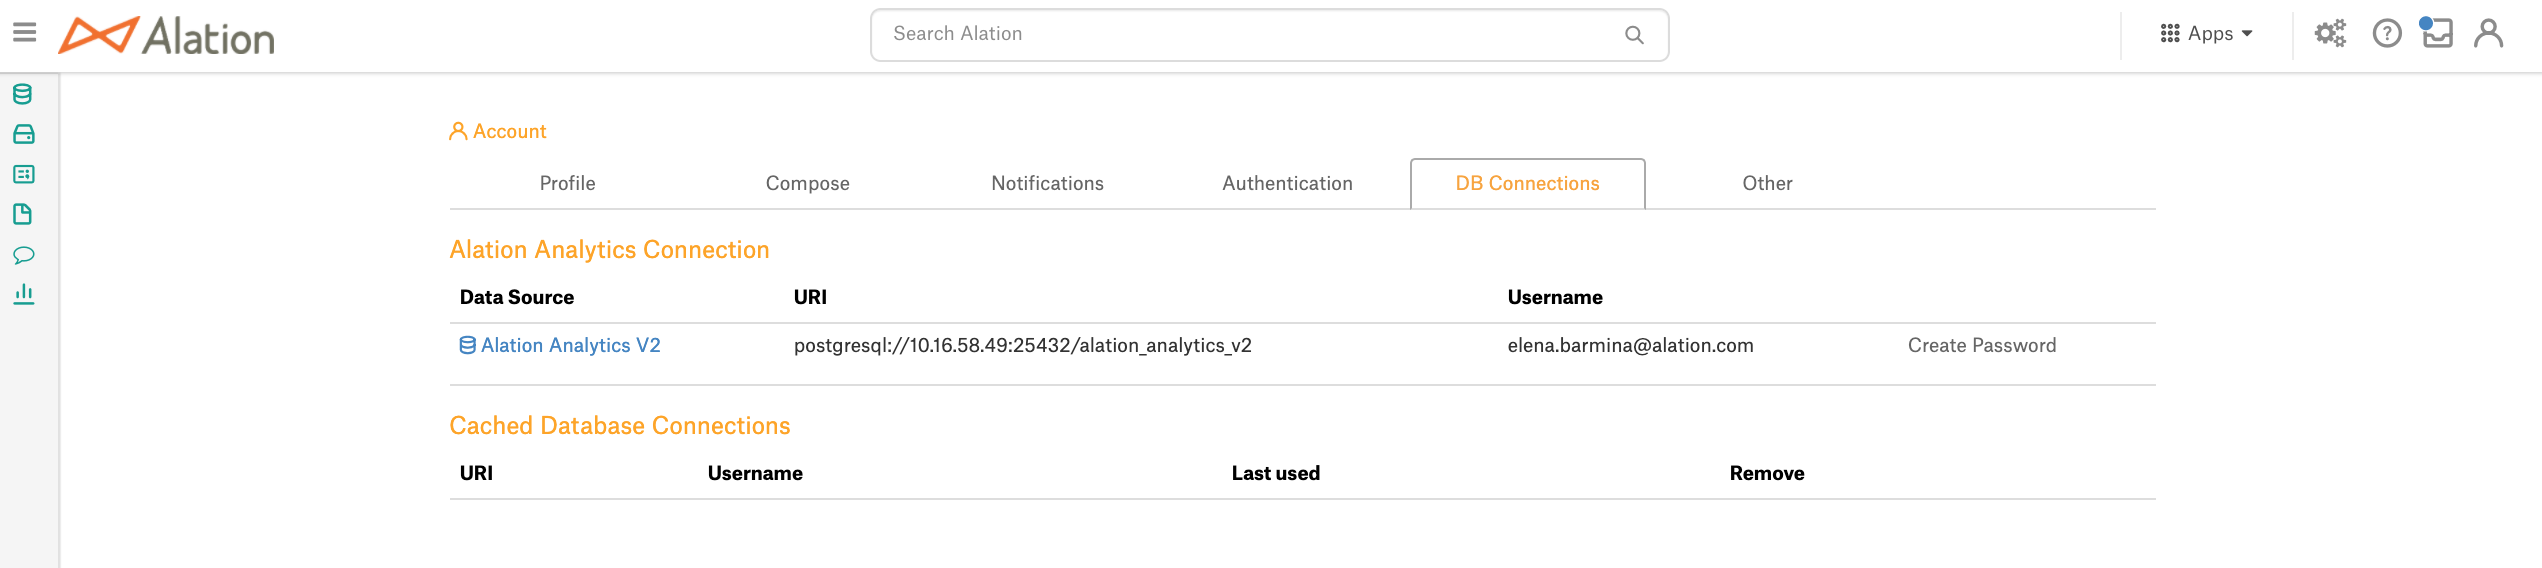 Alation
Search Alation
Apps
Account
Profile Compose Notifications Authentication DB Connections Other
Alation Analytics Connection
Data Source URI Username
Alation Analytics V2 postgresql://10.16.58.49:25432/alation_analytics_v2 elena.barmina@alation.com Create Password
Cached Database Connections
URI Username Last used Remove